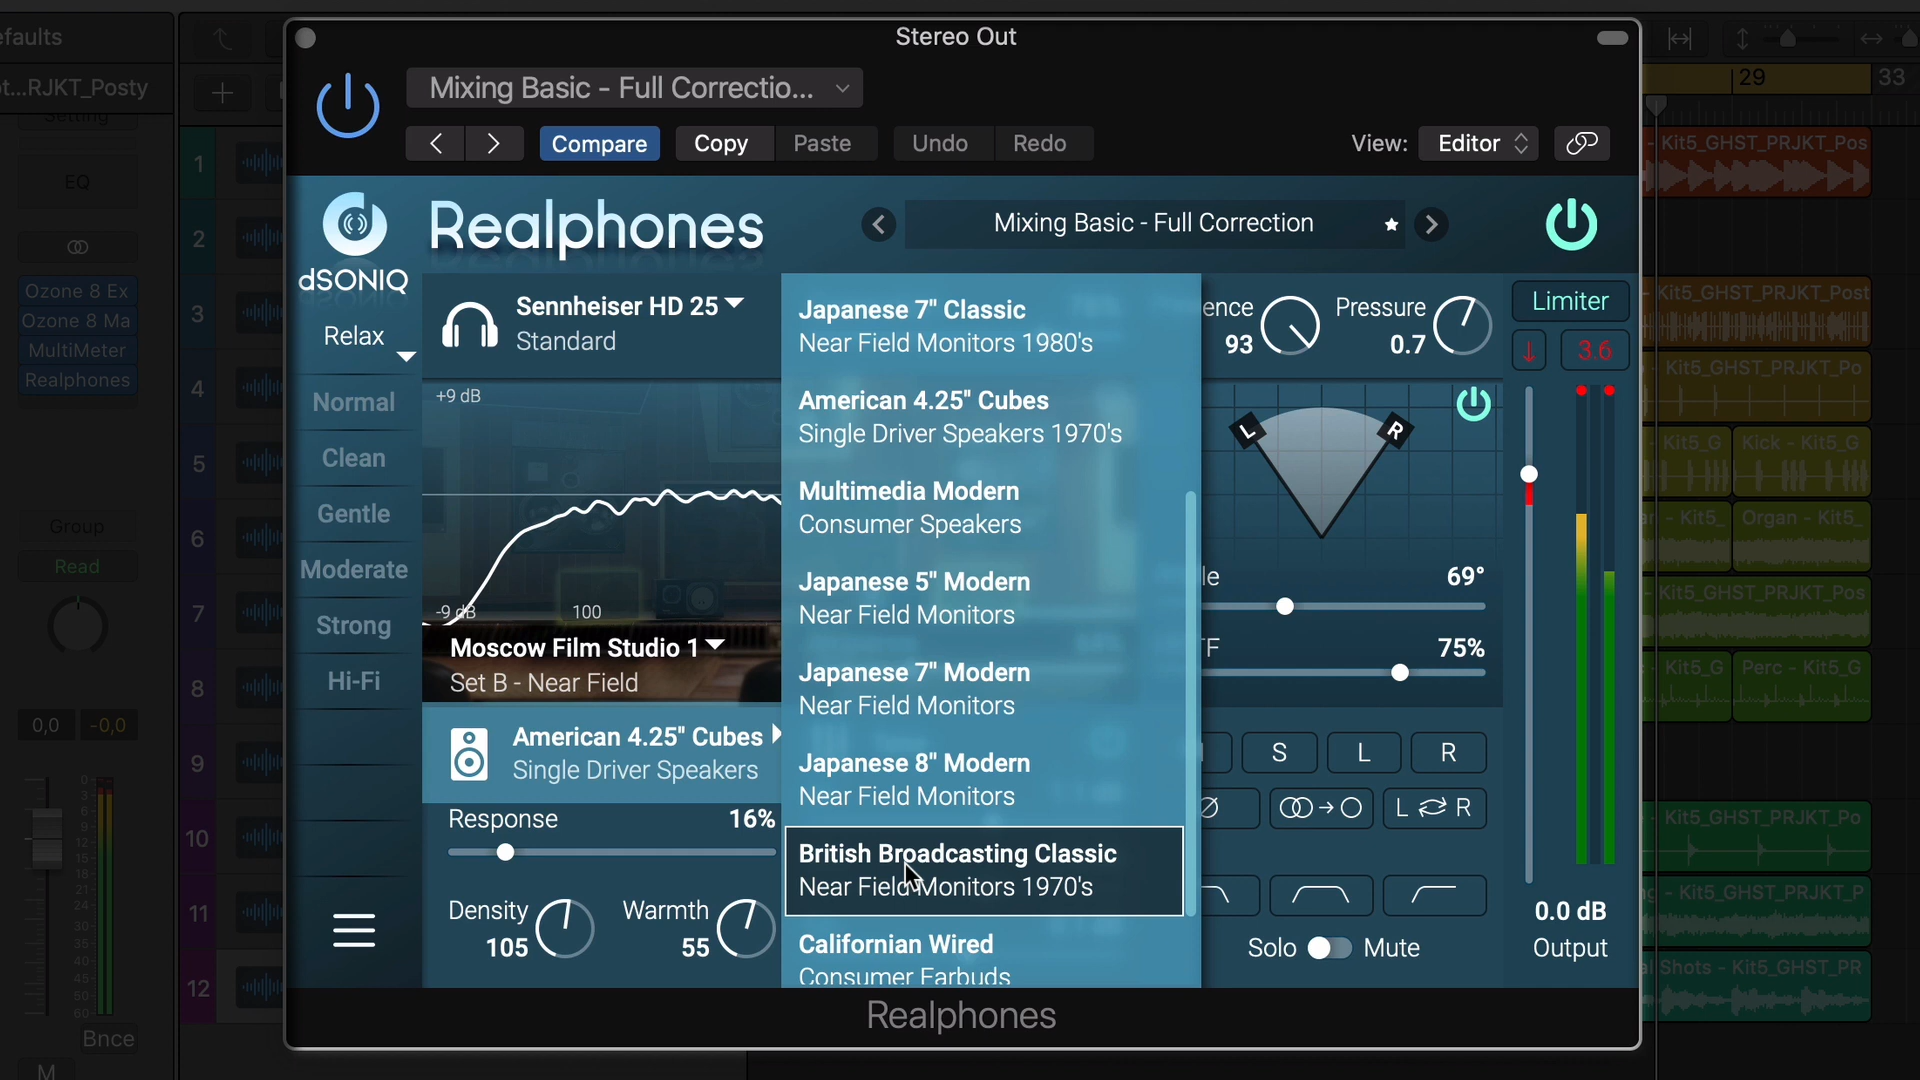 Stereo Out
efaults
t...RJKT_Posty
Setting
EQ
Ozone 8 Ex
Ozone 8 Ma
MultiMeter
Realphones
Group
Read
0,0
-0,0
Bnce
M
1
2
3
4
5
6
7
8
9
10
11
12
Mixing Basic - Full Correctio...
Compare
Copy
Paste
Undo
Redo
View:
Editor
dSONIQ
Realphones
Mixing Basic - Full Correction
Relax
Normal
Clean
Gentle
Moderate
Strong
Hi-Fi
Sennheiser HD 25
Standard
+9 dB
-9 dB
100
Moscow Film Studio 1
Set B - Near Field
American 4.25" Cubes
Single Driver Speakers
Response
16%
Density
105
Warmth
55
Japanese 7" Classic
Near Field Monitors 1980's
American 4.25" Cubes
Single Driver Speakers 1970's
Multimedia Modern
Consumer Speakers
Japanese 5" Modern
Near Field Monitors
Japanese 7" Modern
Near Field Monitors
Japanese 8" Modern
Near Field Monitors
British Broadcasting Classic
Near Field Monitors 1970's
Californian Wired
Consumer Earbuds
ence
93
Pressure
0.7
L
R
le
69°
TF
75%
S
L
R
L R
Solo
Mute
Limiter
3.6
0.0 dB
Output
Realphones
29
33
- Kit5_GHST_PRJKT_Pos
Kit5_GHST_PRJKT_Post
- Kit5_GHST_PRJKT_Po
Kit5_G
Kick - Kit5_G
- Kit5_
Organ - Kit5_
Kit5_GHST_PRJKT_Pos
Kit5_G
Perc - Kit5_G
- Kit5_GHST_PRJKT_Po
- Kit5_GHST_PRJKT_P
l Shots - Kit5_GHST_PR